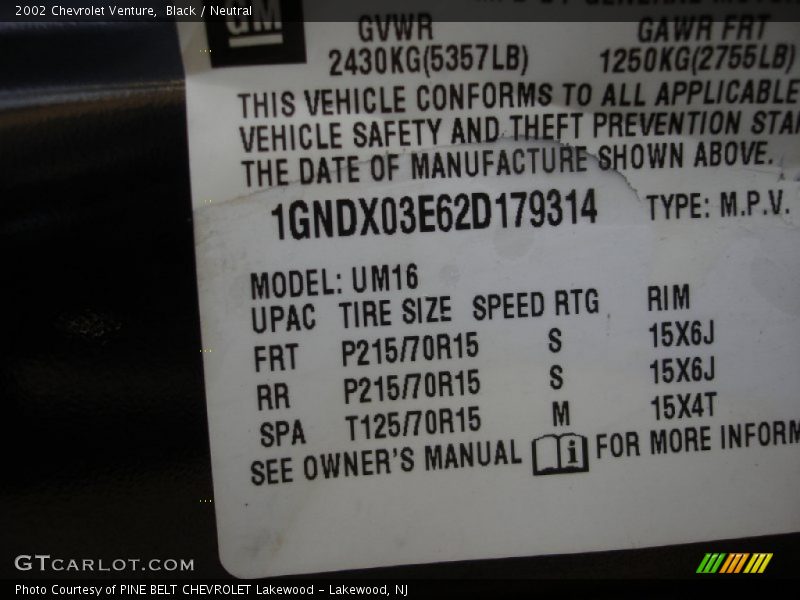 2002 Chevrolet Venture,  Black / Neutral
GM
GVWR GAWR FRT
2430KG(5357LB) 1250KG(2755LB)
THIS VEHICLE CONFORMS TO ALL APPLICABLE
VEHICLE SAFETY AND THEFT PREVENTION STAN
THE DATE OF MANUFACTURE SHOWN ABOVE.
1GNDX03E62D179314 TYPE: M.P.V.
MODEL: UM16
UPAC TIRE SIZE SPEED RTG RIM
FRT P215/70R15 S 15X6J
RR P215/70R15 S 15X6J
SPA T125/70R15 M 15X4T
SEE OWNER'S MANUAL i FOR MORE INFORM
GTCARLOT.COM
Photo Courtesy of PINE BELT CHEVROLET Lakewood - Lakewood, NJ